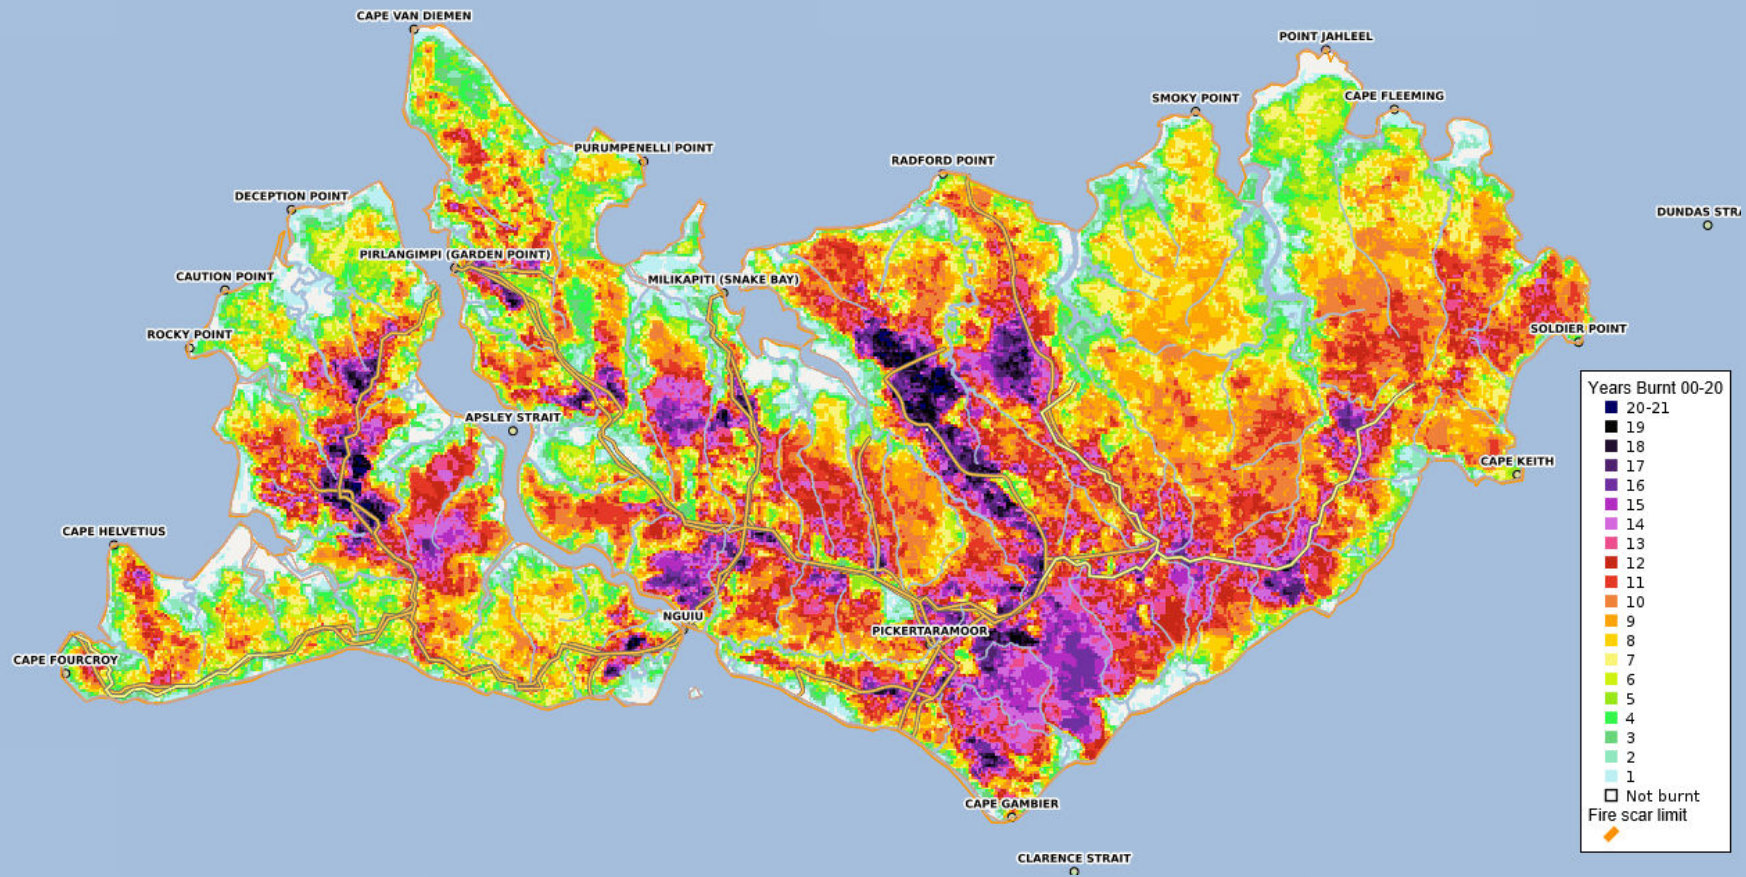 CAPE VAN DIEMEN
POINT JAHLEEL
SMOKY POINT
CAPE FLEEMING
PURUMPENELLI POINT
RADFORD POINT
DECEPTION POINT
DUNDAS STRA
PIRLANGIMPI (GARDEN POINT)
CAUTION POINT
MILIKAPITI (SNAKE BAY)
ROCKY POINT
SOLDIER POINT
APSLEY STRAIT
CAPE KEITH
CAPE HELVETIUS
NGUIU
PICKERTARAMOOR
CAPE FOURCROY
CAPE GAMBIER
CLARENCE STRAIT
Years Burnt 00-20
20-21
19
18
17
16
15
14
13
12
11
10
9
8
7
6
5
4
3
2
1
Not burnt
Fire scar limit